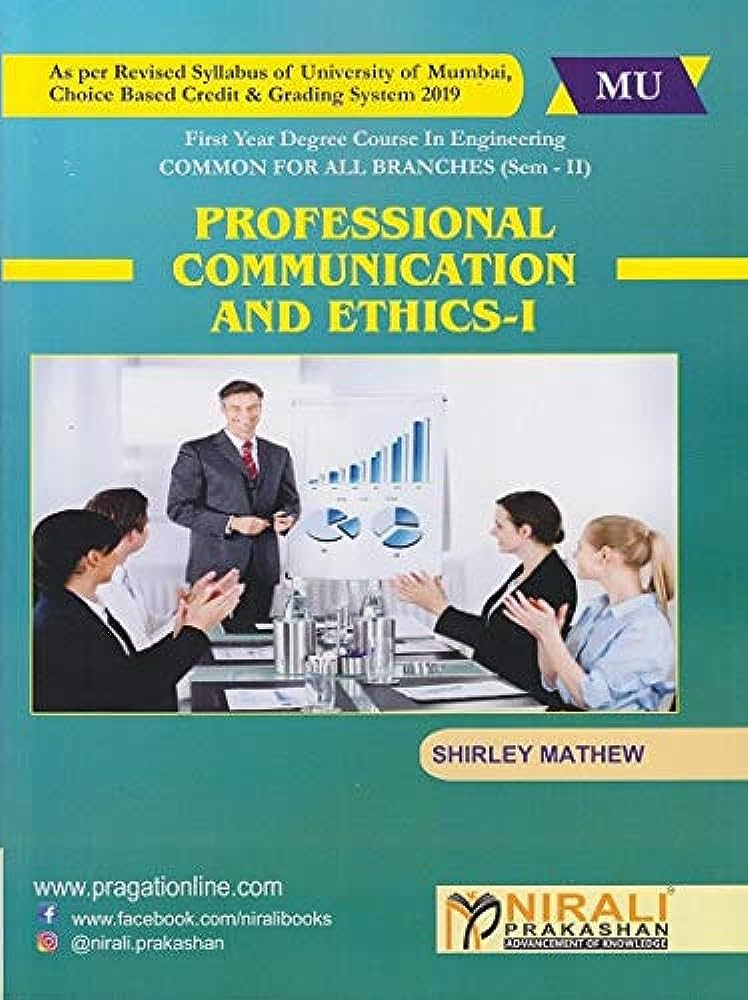 As per Revised Syllabus of University of Mumbai,
Choice Based Credit & Grading System 2019
MU
First Year Degree Course In Engineering
COMMON FOR ALL BRANCHES (Sem - II)
PROFESSIONAL
COMMUNICATION
AND ETHICS-I
SHIRLEY MATHEW
www.pragationline.com
www.facebook.com/niralibooks
@nirali.prakashan
NIRALI®
PRAKASHAN
ADVANCEMENT OF KNOWLEDGE